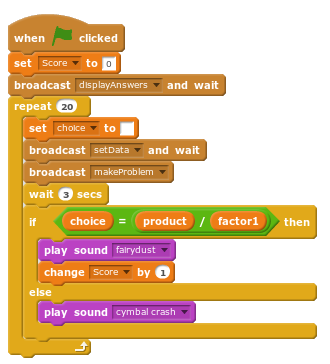 when clicked
set Score to 0
broadcast displayAnswers and wait
repeat 20
set choice to
broadcast setData and wait
broadcast makeProblem
wait 3 secs
if choice = product / factor1 then
play sound fairydust
change Score by 1
else
play sound cymbal crash